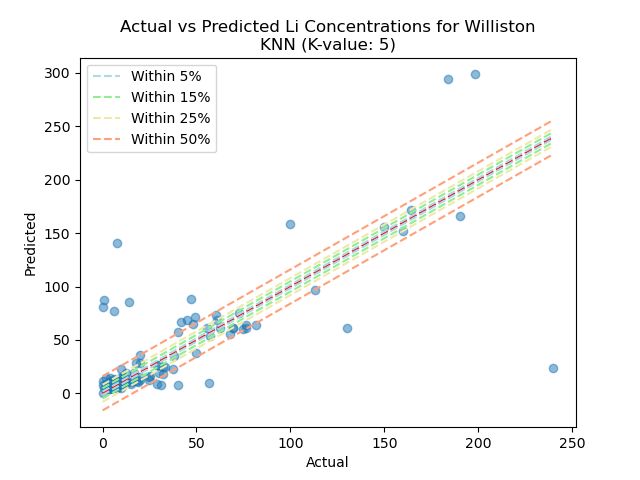 Actual vs Predicted Li Concentrations for Williston
KNN (K-value: 5)
Within 5%
Within 15%
Within 25%
Within 50%
300
250
200
150
100
50
0
Predicted
0 50 100 150 200 250
Actual